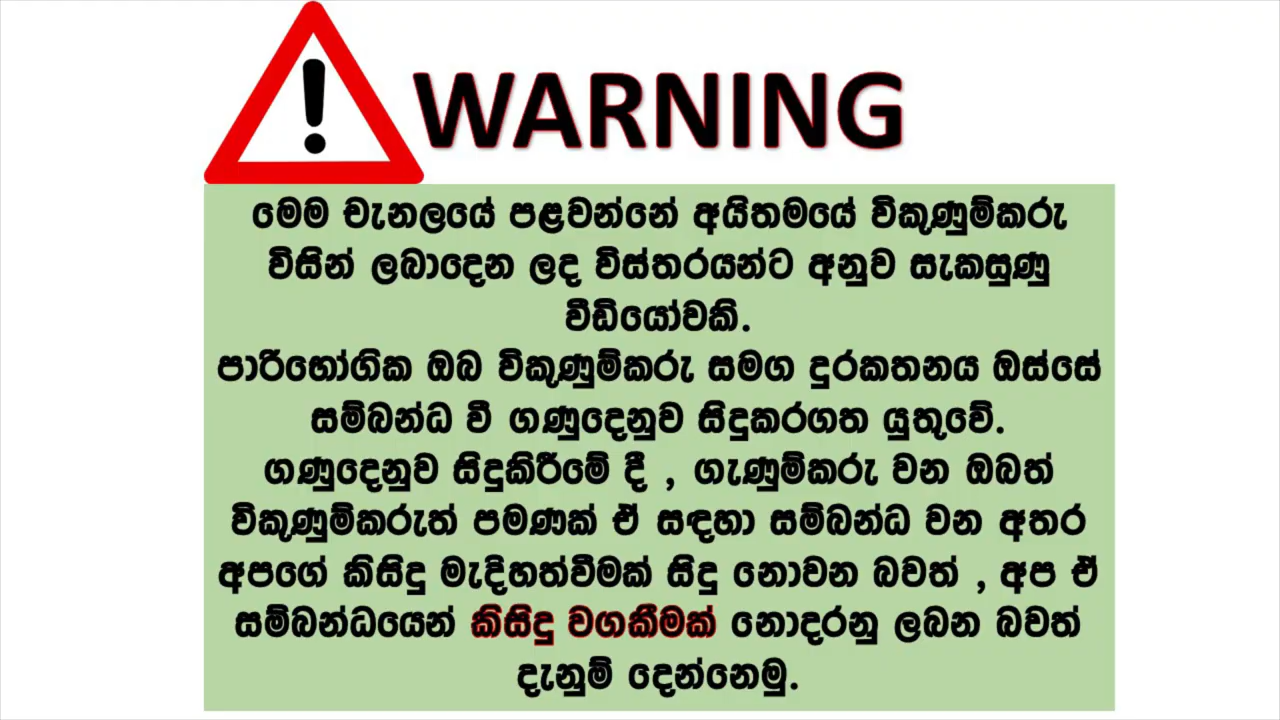 WARNING
මෙම චැනලයේ පළවන්නේ අයිතමයේ විකුණුම්කරු
විසින් ලබාදෙන ලද විස්තරයන්ට අනුව සැකසුණු
වීඩියෝවකි.
පාරිභෝගික ඔබ විකුණුම්කරු සමග දුරකතනය ඔස්සේ
සම්බන්ධ වී ගණුදෙනුව සිදුකරගත යුතුවේ.
ගණුදෙනුව සිදුකිරීමේ දී , ගැණුම්කරු වන ඔබත්
විකුණුම්කරුත් පමණක් ඒ සඳහා සම්බන්ධ වන අතර
අපගේ කිසිදු මැදිහත්වීමක් සිදු නොවන බවත් , අප ඒ
සම්බන්ධයෙන් කිසිදු වගකීමක් නොදරනු ලබන බවත්
දැනුම් දෙන්නෙමු.